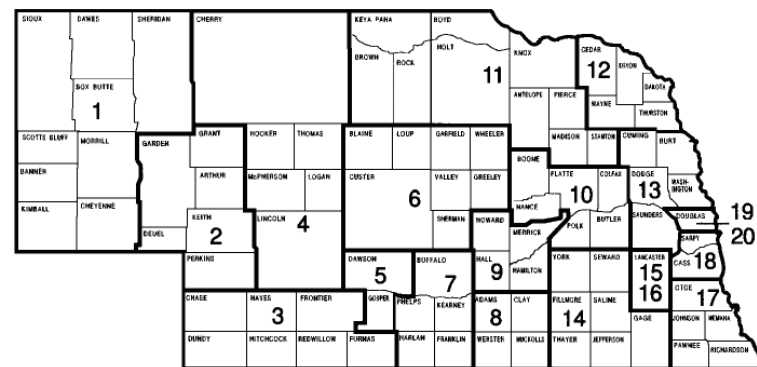 SIOUX
DAWES
SHERIDAN
CHERRY
KEYA PAHA
BOYD
HOLT
BROWN
ROCK
KNOX
CEDAR
12
DIXON
DAKOTA
BOX BUTTE
1
11
ANTELOPE
PIERCE
WAYNE
THURSTON
SCOTTS BLUFF
MORRILL
GARDEN
GRANT
HOOKER
THOMAS
BLAINE
LOUP
GARFIELD
WHEELER
MADISON
STANTON
CUMING
BURT
BANNER
ARTHUR
McPHERSON
LOGAN
CUSTER
VALLEY
GREELEY
BOONE
PLATTE
COLFAX
DODGE
WASH-
INGTON
KIMBALL
CHEYENNE
KEITH
2
LINCOLN
4
6
SHERMAN
HOWARD
NANCE
10
13
DEUEL
MERRICK
POLK
BUTLER
SAUNDERS
DOUGLAS
19
20
SARPY
PERKINS
DAWSON
5
BUFFALO
7
HALL
9
HAMILTON
YORK
SEWARD
LANCASTER
15
16
CASS
18
CHASE
HAYES
FRONTIER
3
GOSPER
PHELPS
KEARNEY
ADAMS
8
CLAY
FILLMORE
14
SALINE
OTOE
17
DUNDY
HITCHCOCK
REDWILLOW
FURNAS
HARLAN
FRANKLIN
WEBSTER
NUCKOLLS
THAYER
JEFFERSON
GAGE
JOHNSON
NEMAHA
PAWNEE
RICHARDSON